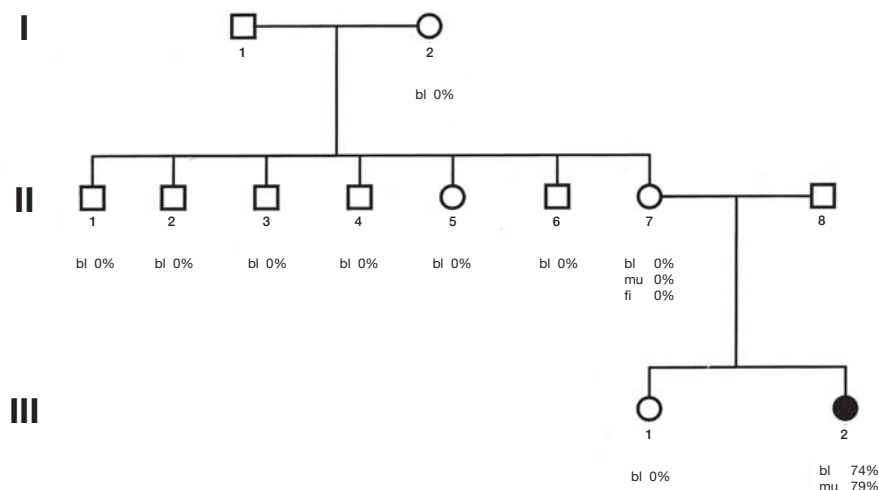 I
1 2
bl 0%
II
1 2 3 4 5 6 7 8
bl 0% bl 0% bl 0% bl 0% bl 0% bl 0% bl 0%
mu 0%
fi 0%
III
1 2
bl 0% bl 74%
mu 79%